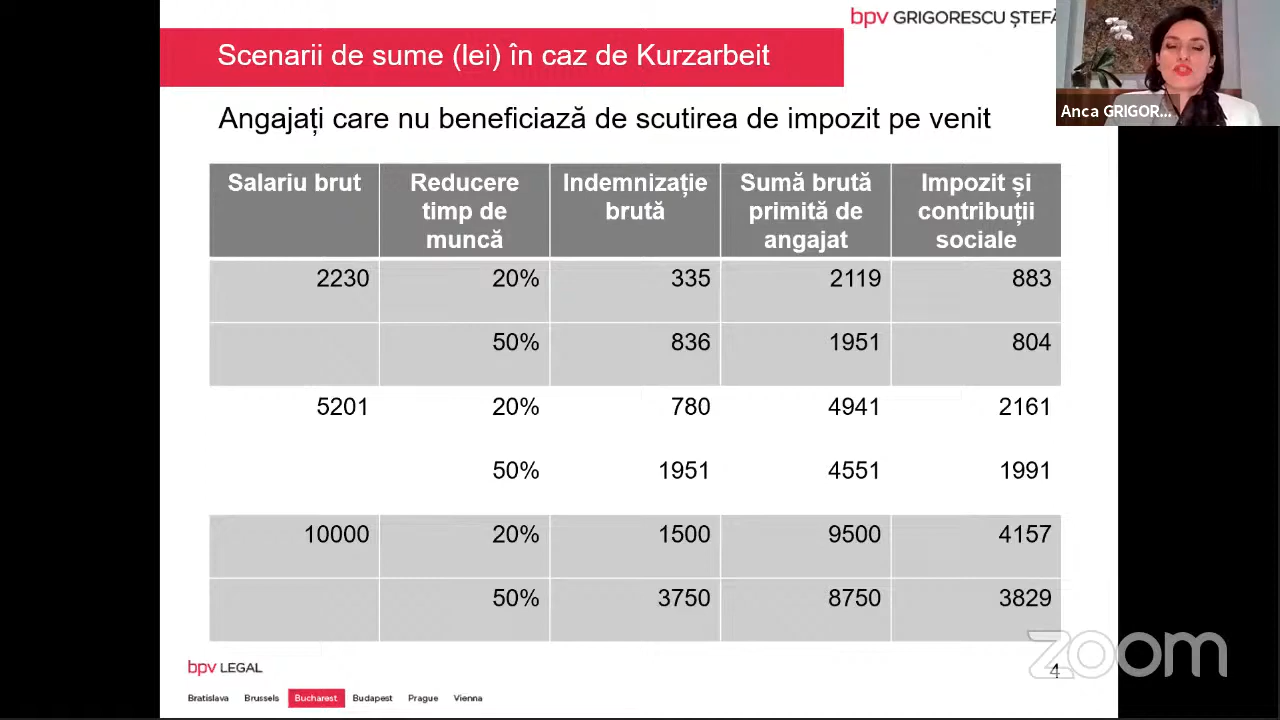 bpv GRIGORESCU ȘTEFĂ
Scenarii de sume (lei) în caz de Kurzarbeit
Anca GRIGOR...
Angajați care nu beneficiază de scutirea de impozit pe venit
Salariu brut Reducere timp de muncă Indemnizație brută Sumă brută primită de angajat Impozit și contribuții sociale
2230 20% 335 2119 883
50% 836 1951 804
5201 20% 780 4941 2161
50% 1951 4551 1991
10000 20% 1500 9500 4157
50% 3750 8750 3829
bpv LEGAL
4
zoom
Bratislava Brussels Bucharest Budapest Prague Vienna